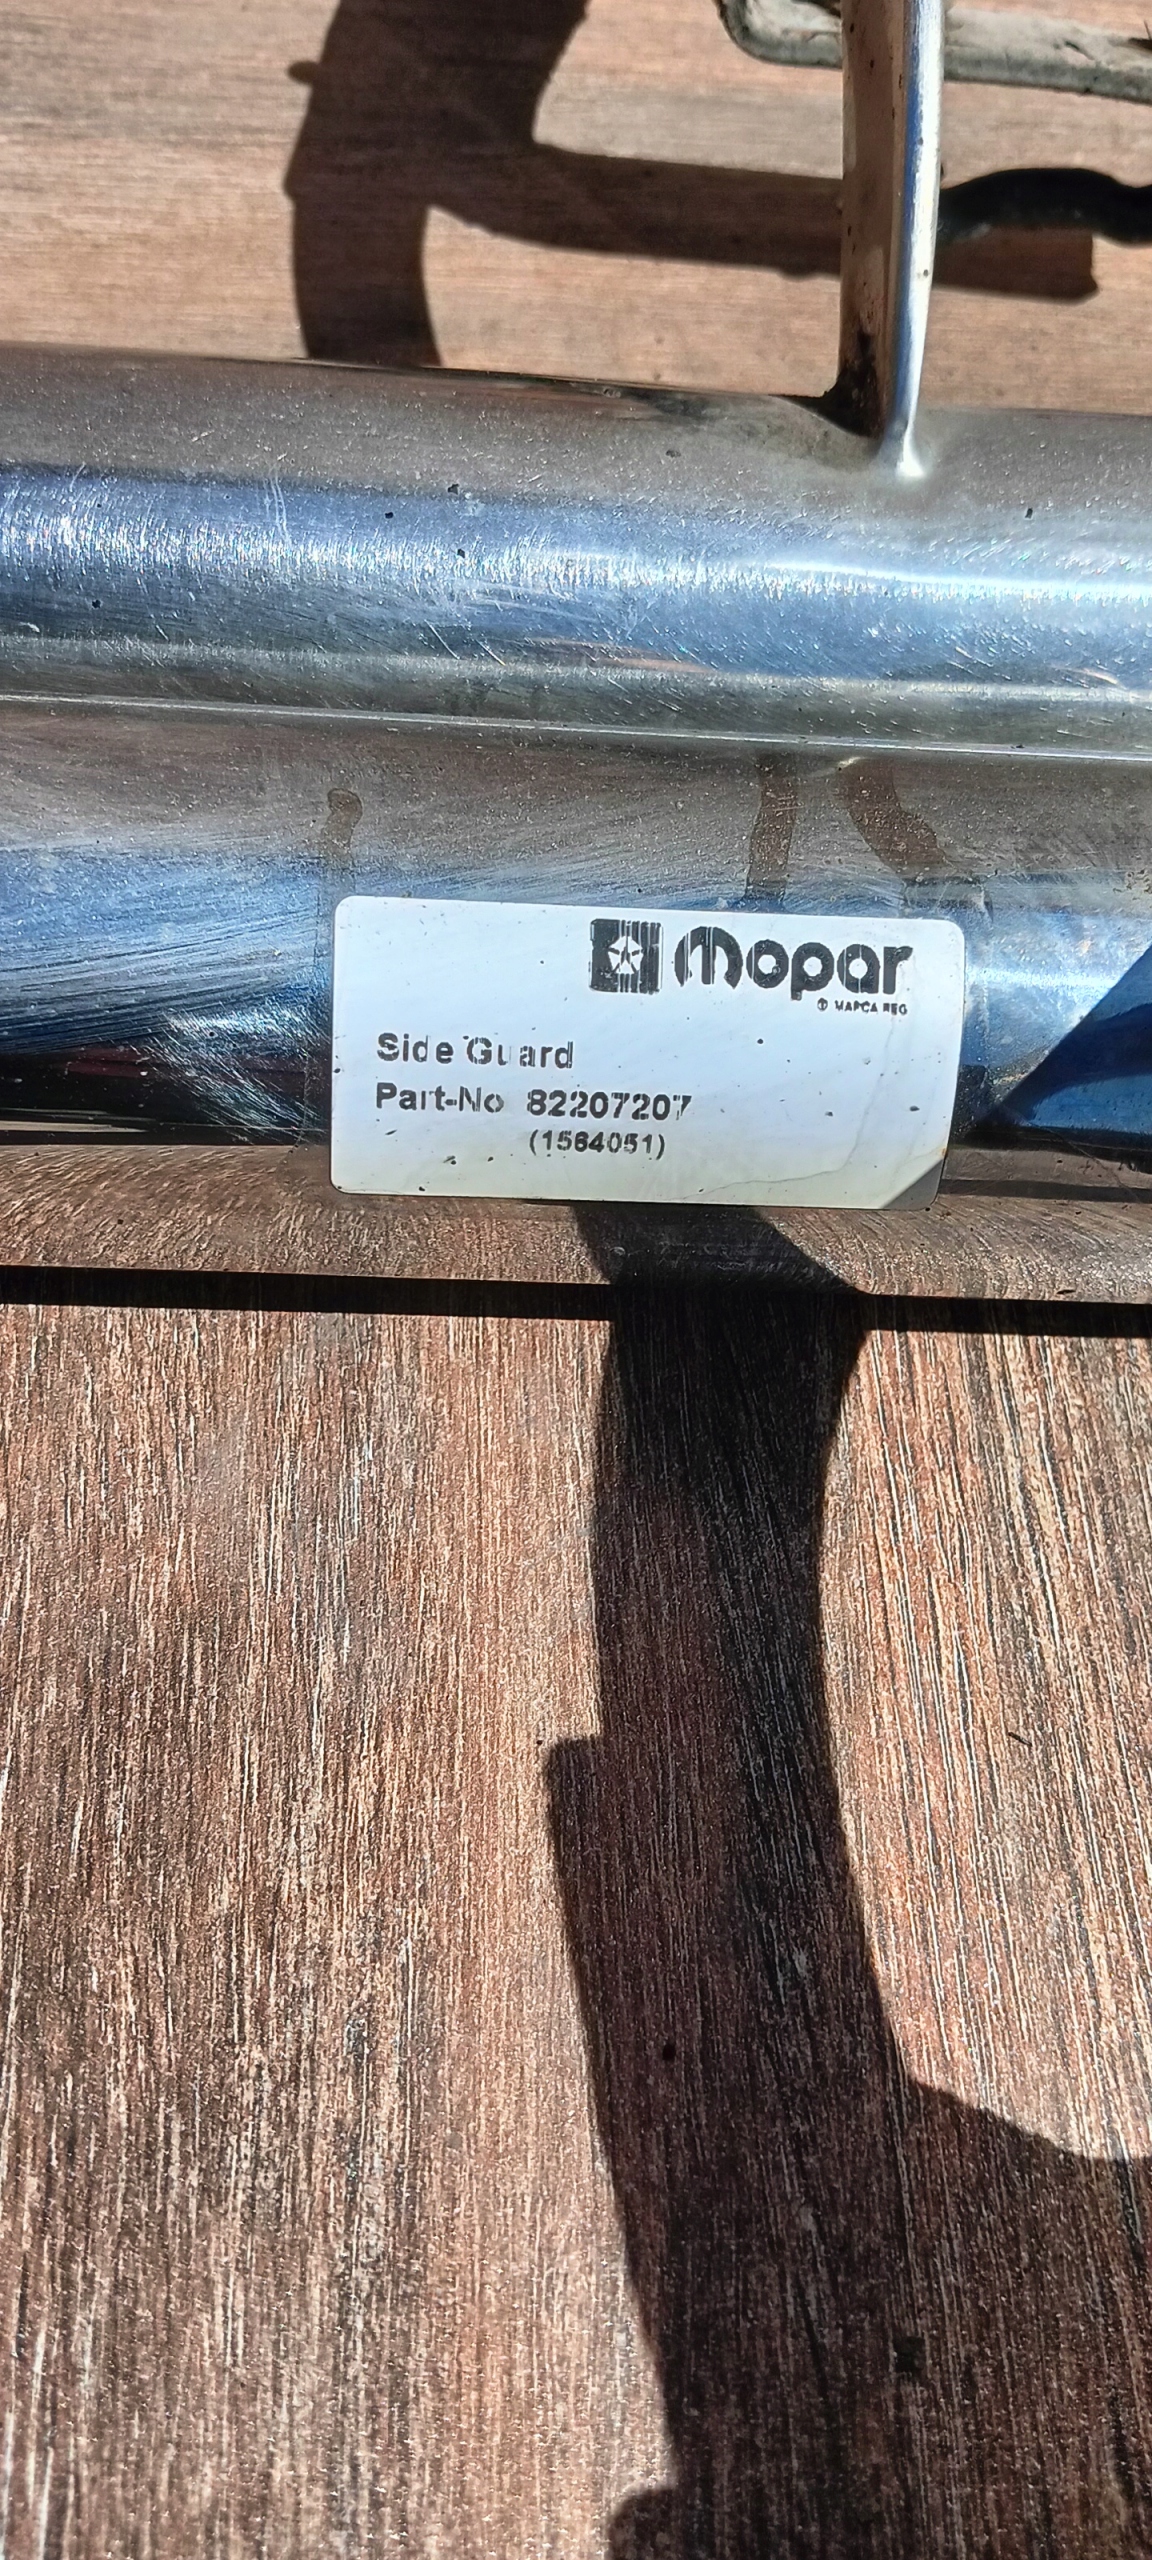 mopar
® MARCA REG
Side Guard
Part-No 82207207
(1564051)